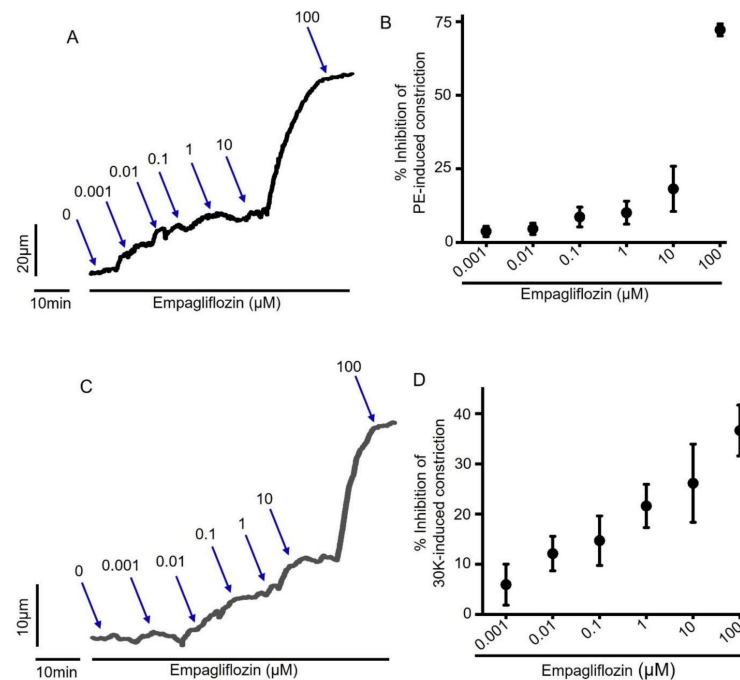 A
100
10
1
0.1
0.01
0.001
0
20µm
10min
Empagliflozin (µM)
B
% Inhibition of
PE-induced constriction
75
50
25
0
0.001
0.01
0.1
1
10
100
Empagliflozin (µM)
C
100
10
1
0.1
0.01
0.001
0
10µm
10min
Empagliflozin (µM)
D
% Inhibition of
30K-induced constriction
40
30
20
10
0
0.001
0.01
0.1
1
10
100
Empagliflozin (µM)